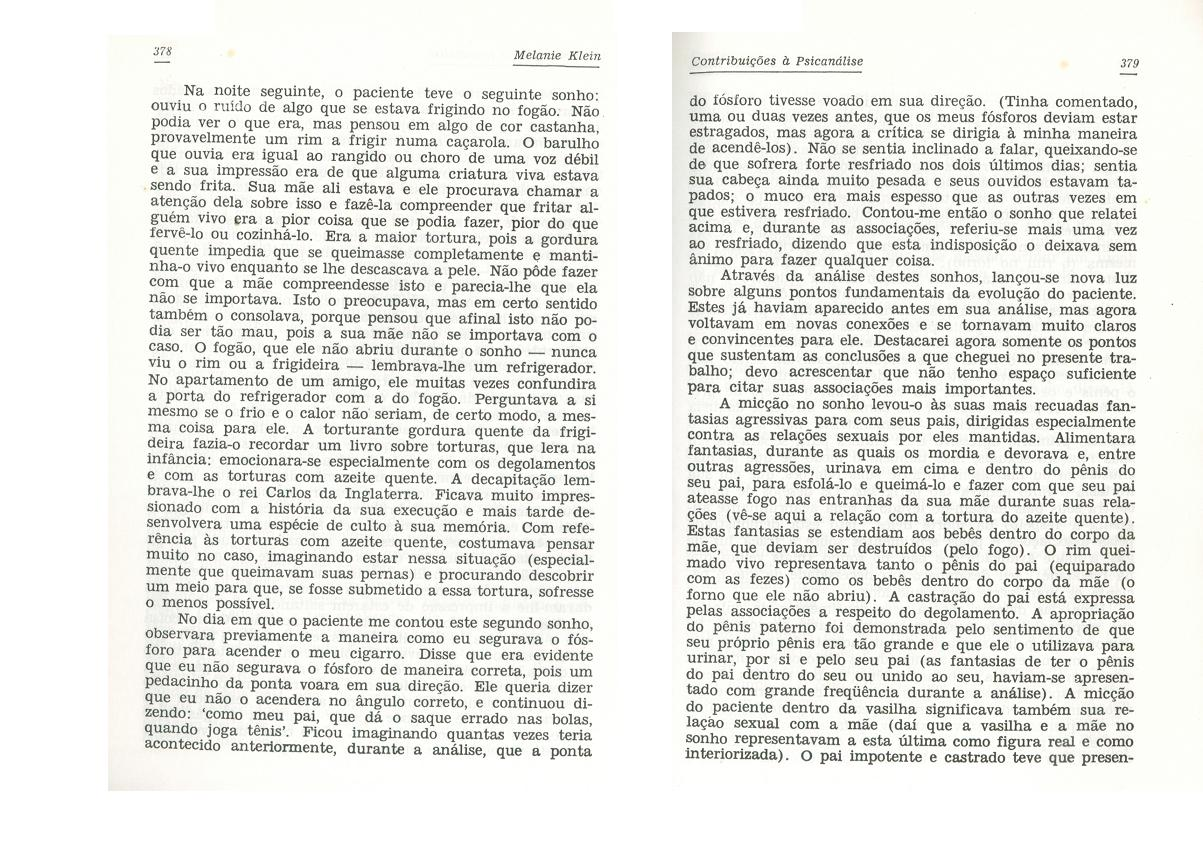 378
Melanie Klein
Na noite seguinte, o paciente teve o seguinte sonho:
ouviu o ruído de algo que se estava frigindo no fogão. Não
podia ver o que era, mas pensou em algo de cor castanha,
provavelmente um rim a frigir numa caçarola. O barulho
que ouvia era igual ao rangido ou choro de uma voz débil
e a sua impressão era de que alguma criatura viva estava
sendo frita. Sua mãe ali estava e ele procurava chamar a
atenção dela sobre isso e fazê-la compreender que fritar al-
guém vivo era a pior coisa que se podia fazer, pior do que
fervê-lo ou cozinhá-lo. Era a maior tortura, pois a gordura
quente impedia que se queimasse completamente e manti-
nha-o vivo enquanto se lhe descascava a pele. Não pôde fazer
com que a mãe compreendesse isto e parecia-lhe que ela
não se importava. Isto o preocupava, mas em certo sentido
também o consolava, porque pensou que afinal isto não po-
dia ser tão mau, pois a sua mãe não se importava com o
caso. O fogão, que ele não abriu durante o sonho — nunca
viu o rim ou a frigideira — lembrava-lhe um refrigerador.
No apartamento de um amigo, ele muitas vezes confundira
a porta do refrigerador com a do fogão. Perguntava a si
mesmo se o frio e o calor não seriam, de certo modo, a mes-
ma coisa para ele. A torturante gordura quente da frigi-
deira fazia-o recordar um livro sobre torturas, que lera na
infância: emocionara-se especialmente com os degolamentos
e com as torturas com azeite quente. A decapitação lem-
brava-lhe o rei Carlos da Inglaterra. Ficava muito impres-
sionado com a história da sua execução e mais tarde de-
senvolvera uma espécie de culto à sua memória. Com refe-
rência às torturas com azeite quente, costumava pensar
muito no caso, imaginando estar nessa situação (especial-
mente que queimavam suas pernas) e procurando descobrir
um meio para que, se fosse submetido a essa tortura, sofresse
o menos possível.
No dia em que o paciente me contou este segundo sonho,
observara previamente a maneira como eu segurava o fós-
foro para acender o meu cigarro. Disse que era evidente
que eu não segurava o fósforo de maneira correta, pois um
pedacinho da ponta voara em sua direção. Ele queria dizer
que eu não o acendera no ângulo correto, e continuou di-
zendo: 'como meu pai, que dá o saque errado nas bolas,
quando joga tênis'. Ficou imaginando quantas vezes teria
acontecido anteriormente, durante a análise, que a ponta
Contribuições à Psicanálise
379
do fósforo tivesse voado em sua direção. (Tinha comentado,
uma ou duas vezes antes, que os meus fósforos deviam estar
estragados, mas agora a crítica se dirigia à minha maneira
de acendê-los). Não se sentia inclinado a falar, queixando-se
de que sofrera forte resfriado nos dois últimos dias; sentia
sua cabeça ainda muito pesada e seus ouvidos estavam ta-
pados; o muco era mais espesso que as outras vezes em
que estivera resfriado. Contou-me então o sonho que relatei
acima e, durante as associações, referiu-se mais uma vez
ao resfriado, dizendo que esta indisposição o deixava sem
ânimo para fazer qualquer coisa.
Através da análise destes sonhos, lançou-se nova luz
sobre alguns pontos fundamentais da evolução do paciente.
Estes já haviam aparecido antes em sua análise, mas agora
voltavam em novas conexões e se tornavam muito claros
e convincentes para ele. Destacarei agora somente os pontos
que sustentam as conclusões a que cheguei no presente tra-
balho; devo acrescentar que não tenho espaço suficiente
para citar suas associações mais importantes.
A micção no sonho levou-o às suas mais recuadas fan-
tasias agressivas para com seus pais, dirigidas especialmente
contra as relações sexuais por eles mantidas. Alimentara
fantasias, durante as quais os mordia e devorava e, entre
outras agressões, urinava em cima e dentro do pênis do
seu pai, para esfolá-lo e queimá-lo e fazer com que seu pai
ateasse fogo nas entranhas da sua mãe durante suas rela-
ções (vê-se aqui a relação com a tortura do azeite quente).
Estas fantasias se estendiam aos bebês dentro do corpo da
mãe, que deviam ser destruídos (pelo fogo). O rim quei-
mado vivo representava tanto o pênis do pai (equiparado
com as fezes) como os bebês dentro do corpo da mãe (o
forno que ele não abriu). A castração do pai está expressa
pelas associações a respeito do degolamento. A apropriação
do pênis paterno foi demonstrada pelo sentimento de que
seu próprio pênis era tão grande e que ele o utilizava para
urinar, por si e pelo seu pai (as fantasias de ter o pênis
do pai dentro do seu ou unido ao seu, haviam-se apresen-
tado com grande freqüência durante a análise). A micção
do paciente dentro da vasilha significava também sua re-
lação sexual com a mãe (daí que a vasilha e a mãe no
sonho representavam a esta última como figura real e como
interiorizada). O pai impotente e castrado teve que presen-